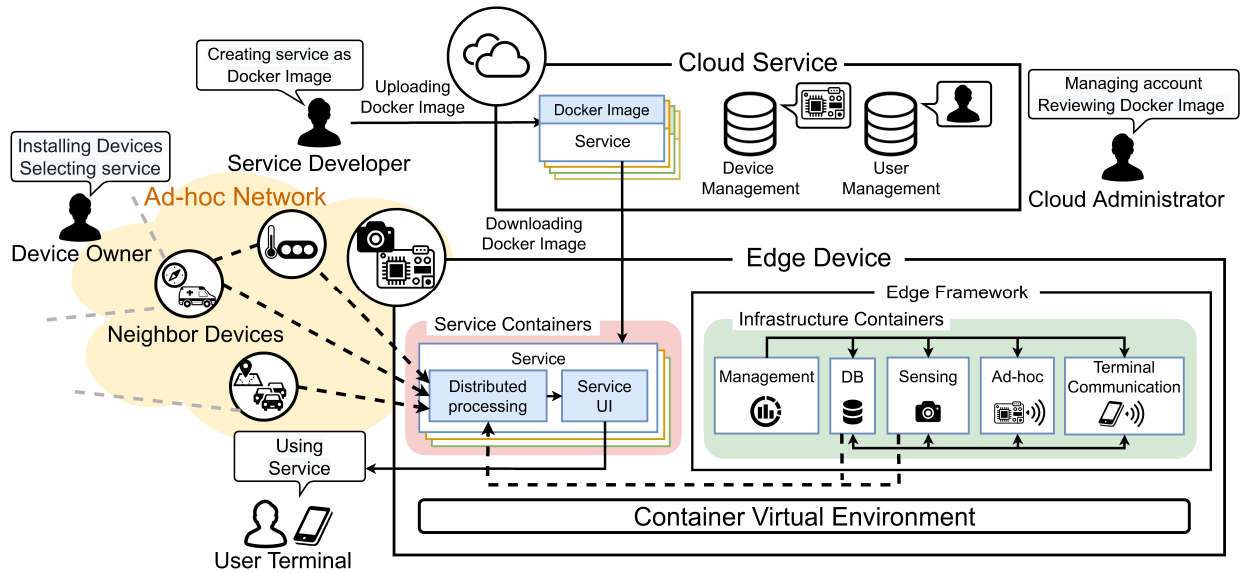 Creating service as
Docker Image
Uploading
Docker Image
Service Developer
Cloud Service
Docker Image
Service
Device
Management
User
Management
Managing account
Reviewing Docker Image
Cloud Administrator
Installing Devices
Selecting service
Device Owner
Ad-hoc Network
Neighbor Devices
Downloading
Docker Image
Edge Device
Edge Framework
Infrastructure Containers
Management
DB
Sensing
Ad-hoc
Terminal
Communication
Service Containers
Service
Distributed
processing
Service
UI
Using
Service
User Terminal
Container Virtual Environment